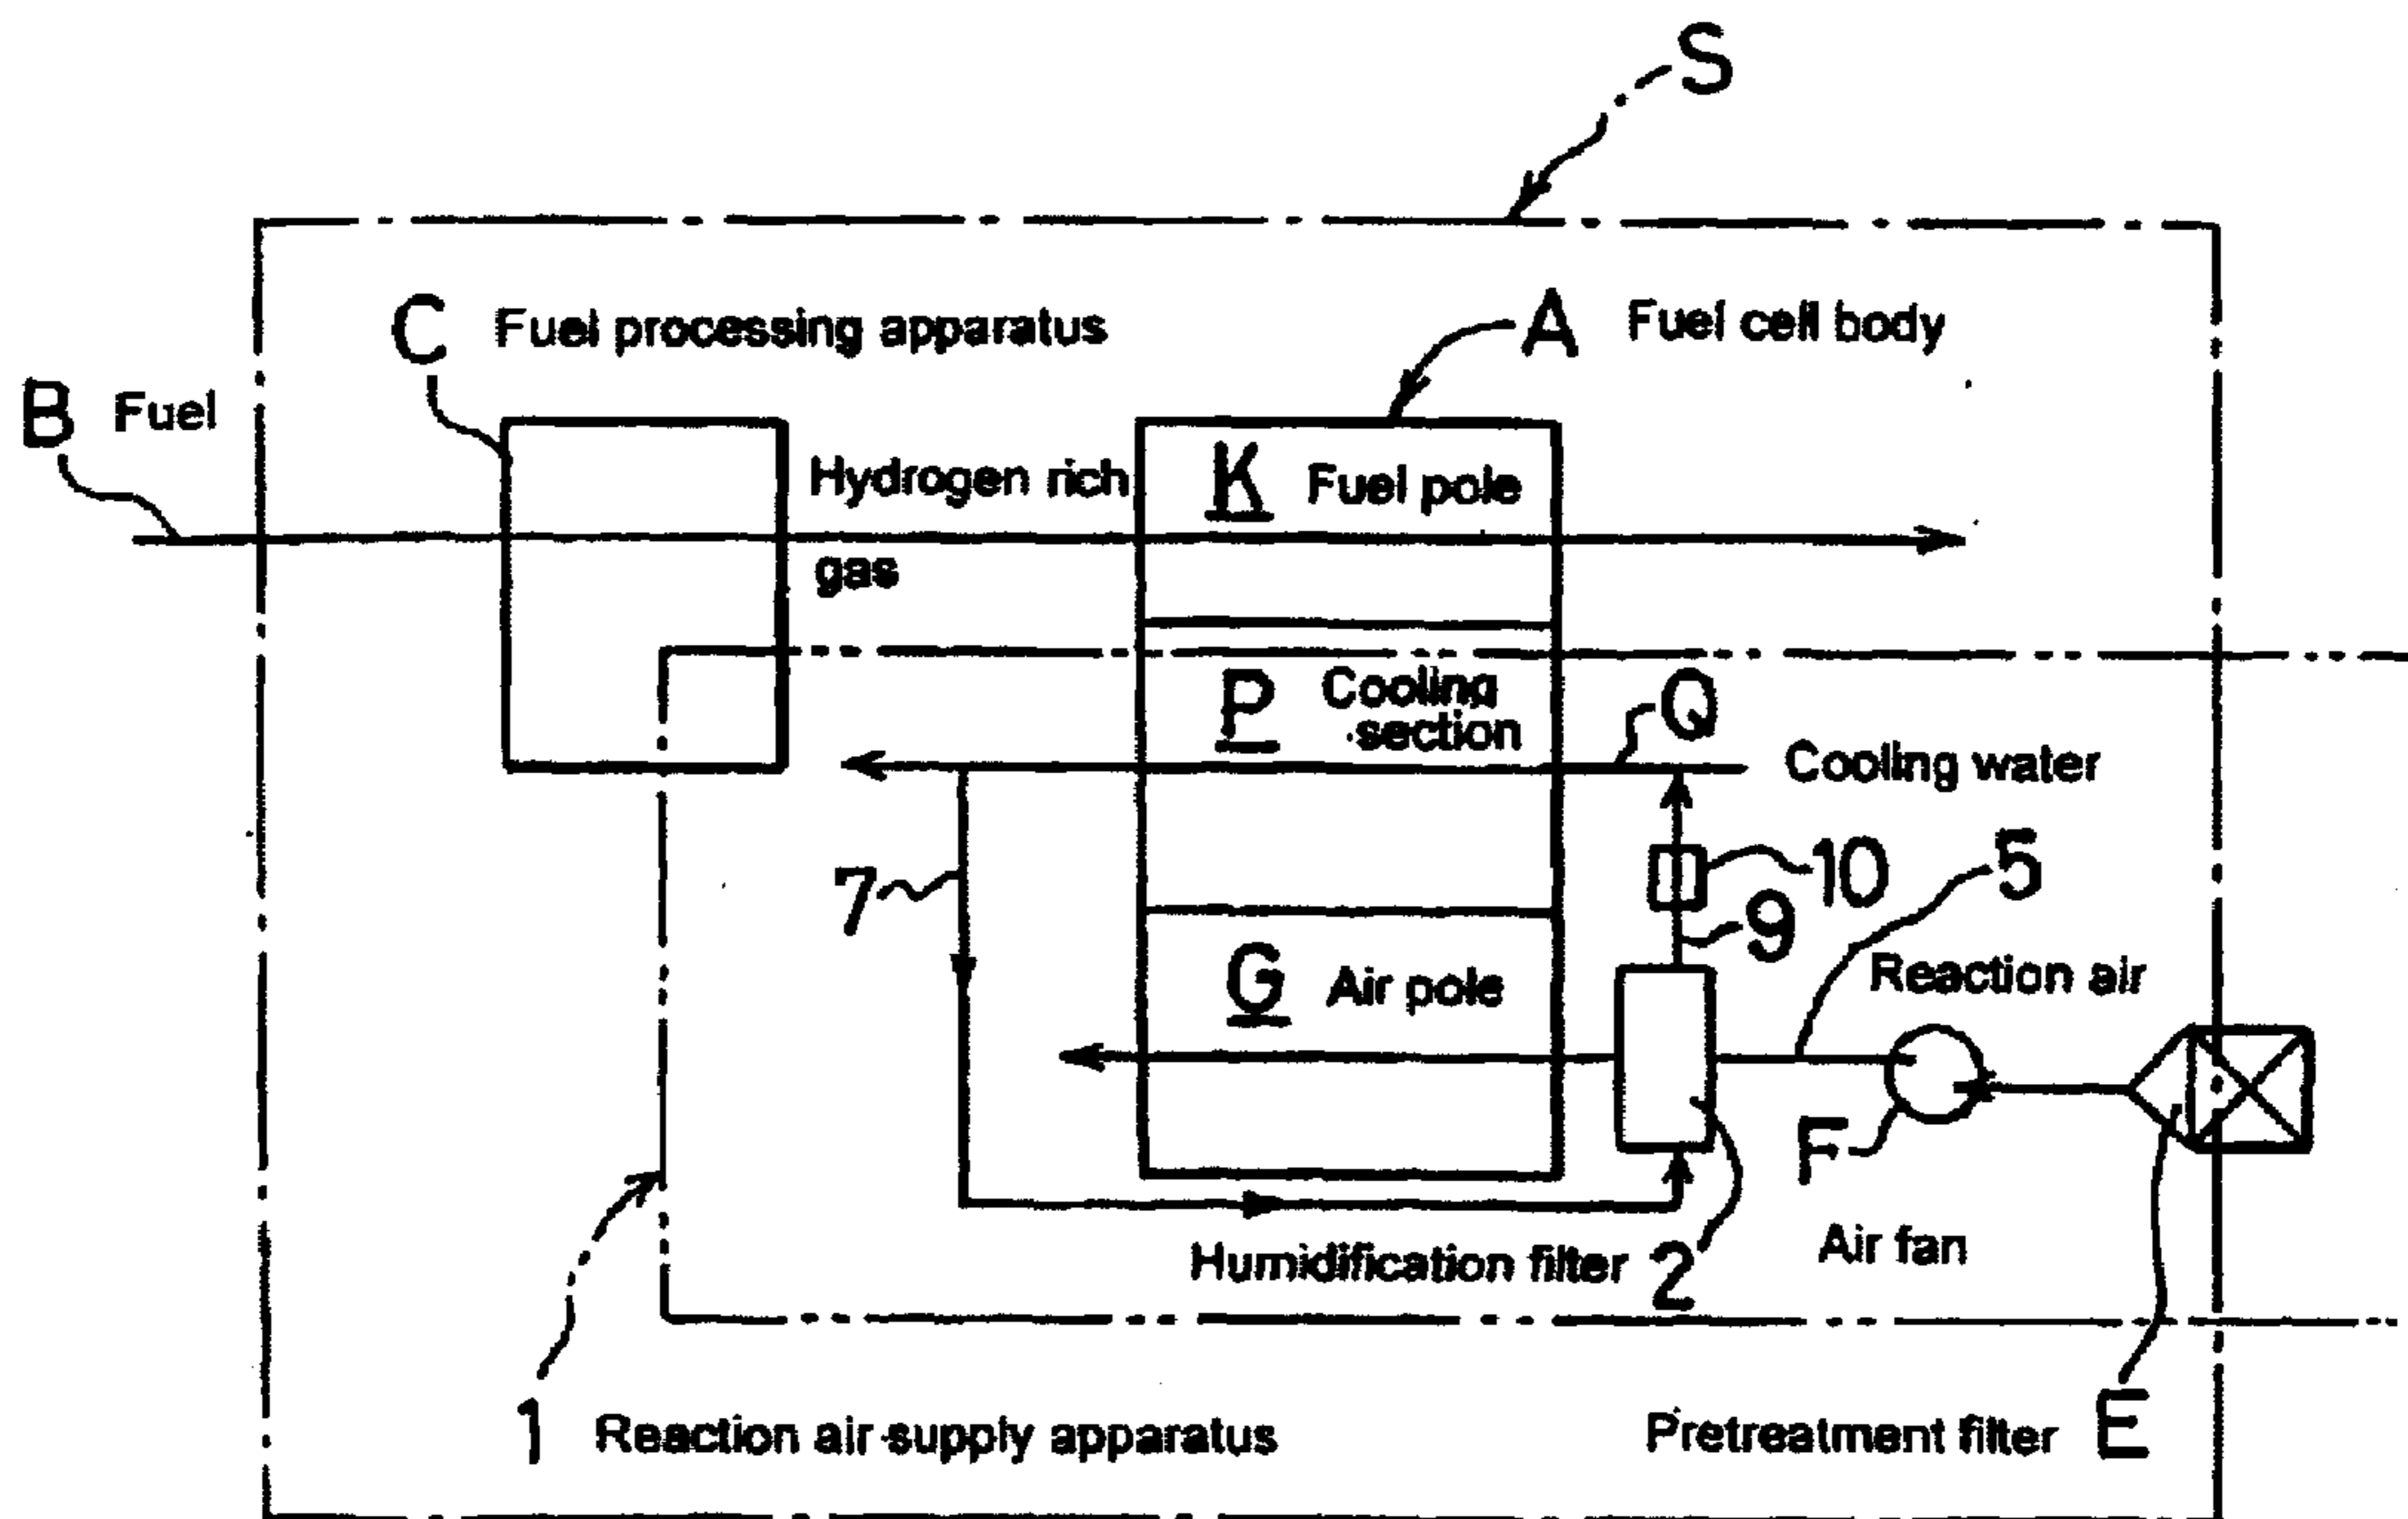 S
C Fuel processing apparatus
A Fuel cell body
B Fuel
Hydrogen rich
gas
K Fuel pole
P Cooling
section
Q
Cooling water
7
10
5
9
G Air pole
Reaction air
F
Humidification filter 2
Air fan
1 Reaction air supply apparatus
Pretreatment filter E